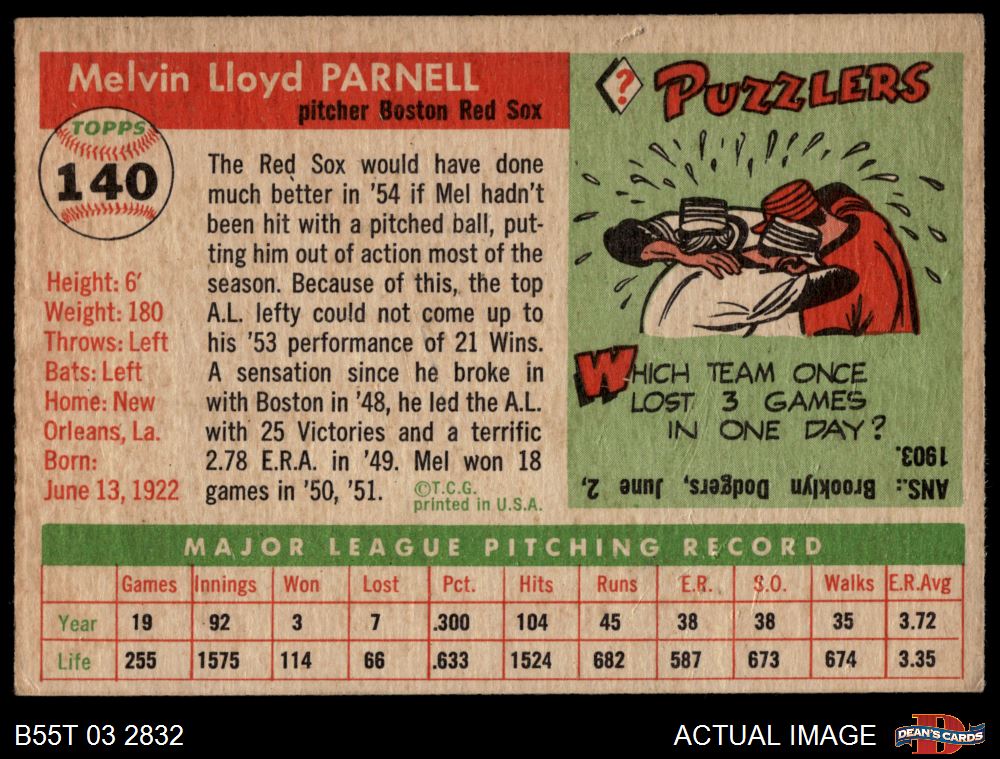 Melvin Lloyd PARNELL
pitcher Boston Red Sox
TOPPS
140
Height: 6'
Weight: 180
Throws: Left
Bats: Left
Home: New
Orleans, La.
Born:
June 13, 1922
The Red Sox would have done
much better in '54 if Mel hadn't
been hit with a pitched ball, put-
ting him out of action most of the
season. Because of this, the top
A.L. lefty could not come up to
his '53 performance of 21 Wins.
A sensation since he broke in
with Boston in '48, he led the A.L.
with 25 Victories and a terrific
2.78 E.R.A. in '49. Mel won 18
games in '50, '51.
©T.C.G.
printed in U.S.A.
? PUZZLERS
WHICH TEAM ONCE
LOST 3 GAMES
IN ONE DAY?
ANS.: Brooklyn Dodgers, June 2,
1903.
MAJOR LEAGUE PITCHING RECORD
Games Innings Won Lost Pct. Hits Runs E.R. S.O. Walks E.R.Avg
Year 19 92 3 7 .300 104 45 38 38 35 3.72
Life 255 1575 114 66 .633 1524 682 587 673 674 3.35
B55T 03 2832
ACTUAL IMAGE
DEAN'S CARDS